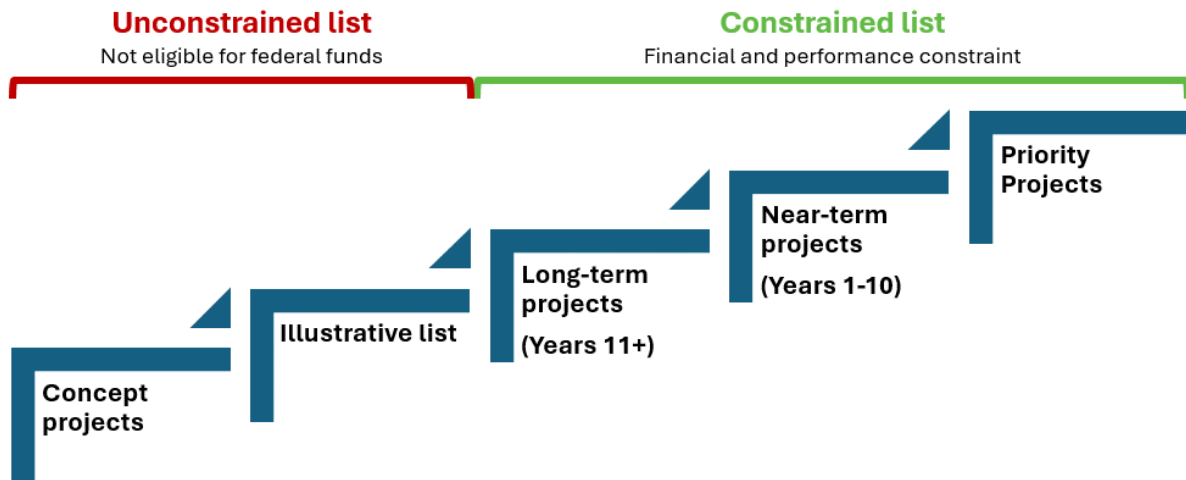 Unconstrained list
Not eligible for federal funds
Constrained list
Financial and performance constraint
Concept
projects
Illustrative list
Long-term
projects
(Years 11+)
Near-term
projects
(Years 1-10)
Priority
Projects